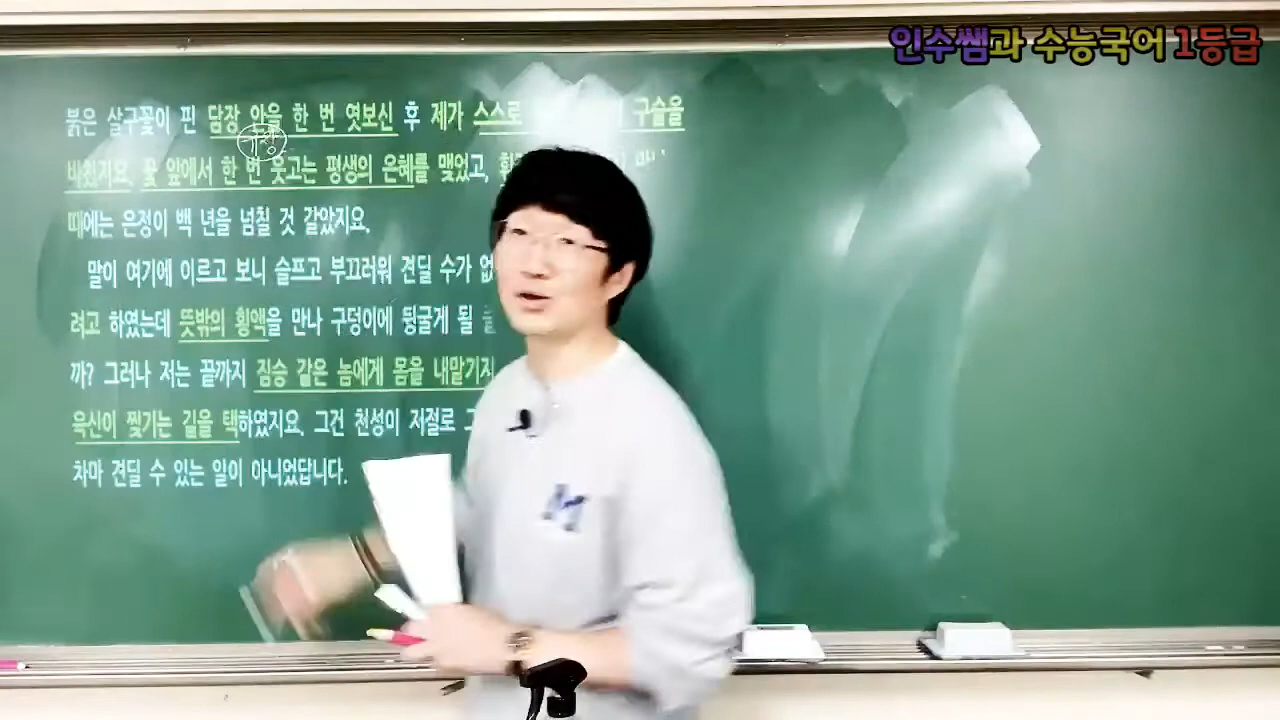 인수쌤과 수능국어 1등급
붉은 살구꽃이 핀 담장 안을 한 번 엿보신 후 제가 스스로 구슬을
바쳤지요. 꽃 앞에서 한 번 웃고는 평생의 은혜를 맺었고,
때에는 은정이 백 년을 넘칠 것 같았지요.
말이 여기에 이르고 보니 슬프고 부끄러워 견딜 수가
려고 하였는데 뜻밖의 횡액을 만나 구덩이에 뒹굴게 될
까? 그러나 저는 끝까지 짐승 같은 놈에게 몸을 내맡기지
육신이 찢기는 길을 택하였지요. 그건 천성이 저절로
차마 견딜 수 있는 일이 아니었답니다.